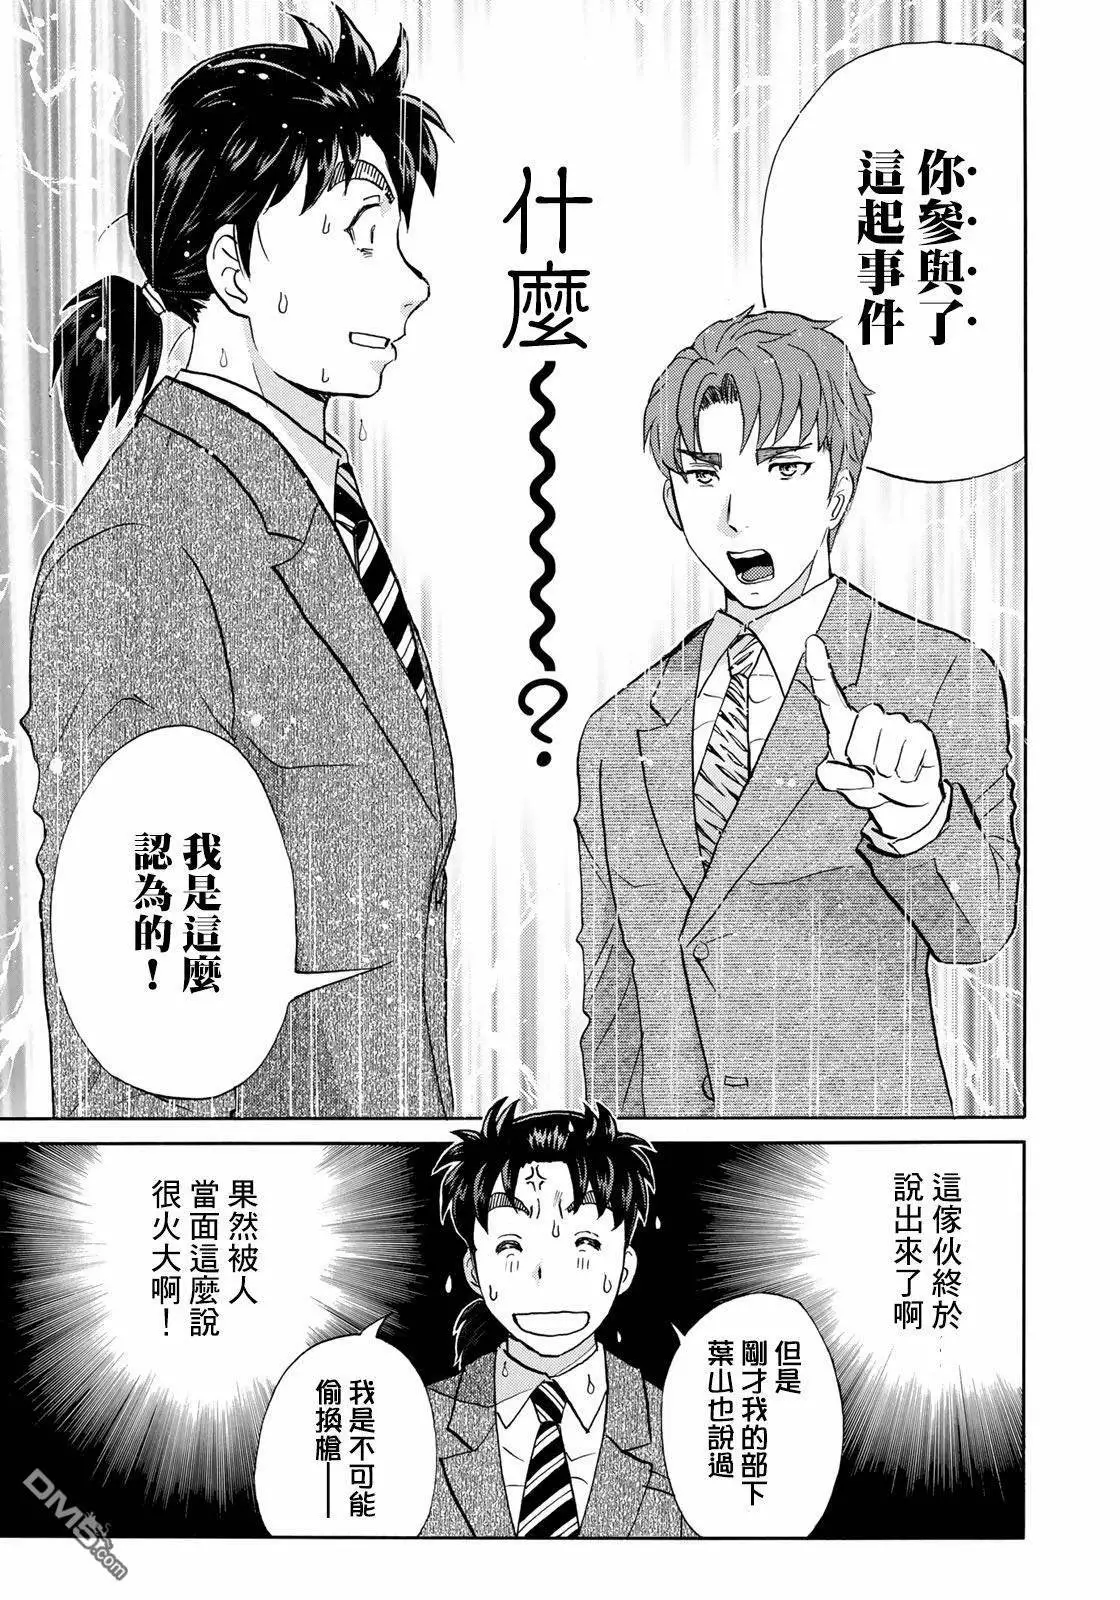 你參與了
這起事件
什麼～～～～？
我是這麼
認為的！
這傢伙終於
說出來了啊
但是
剛才我的部下
葉山也說過
我是不可能
偷換槍——
果然被人
當面這麼說
很火大啊！
DM5.com